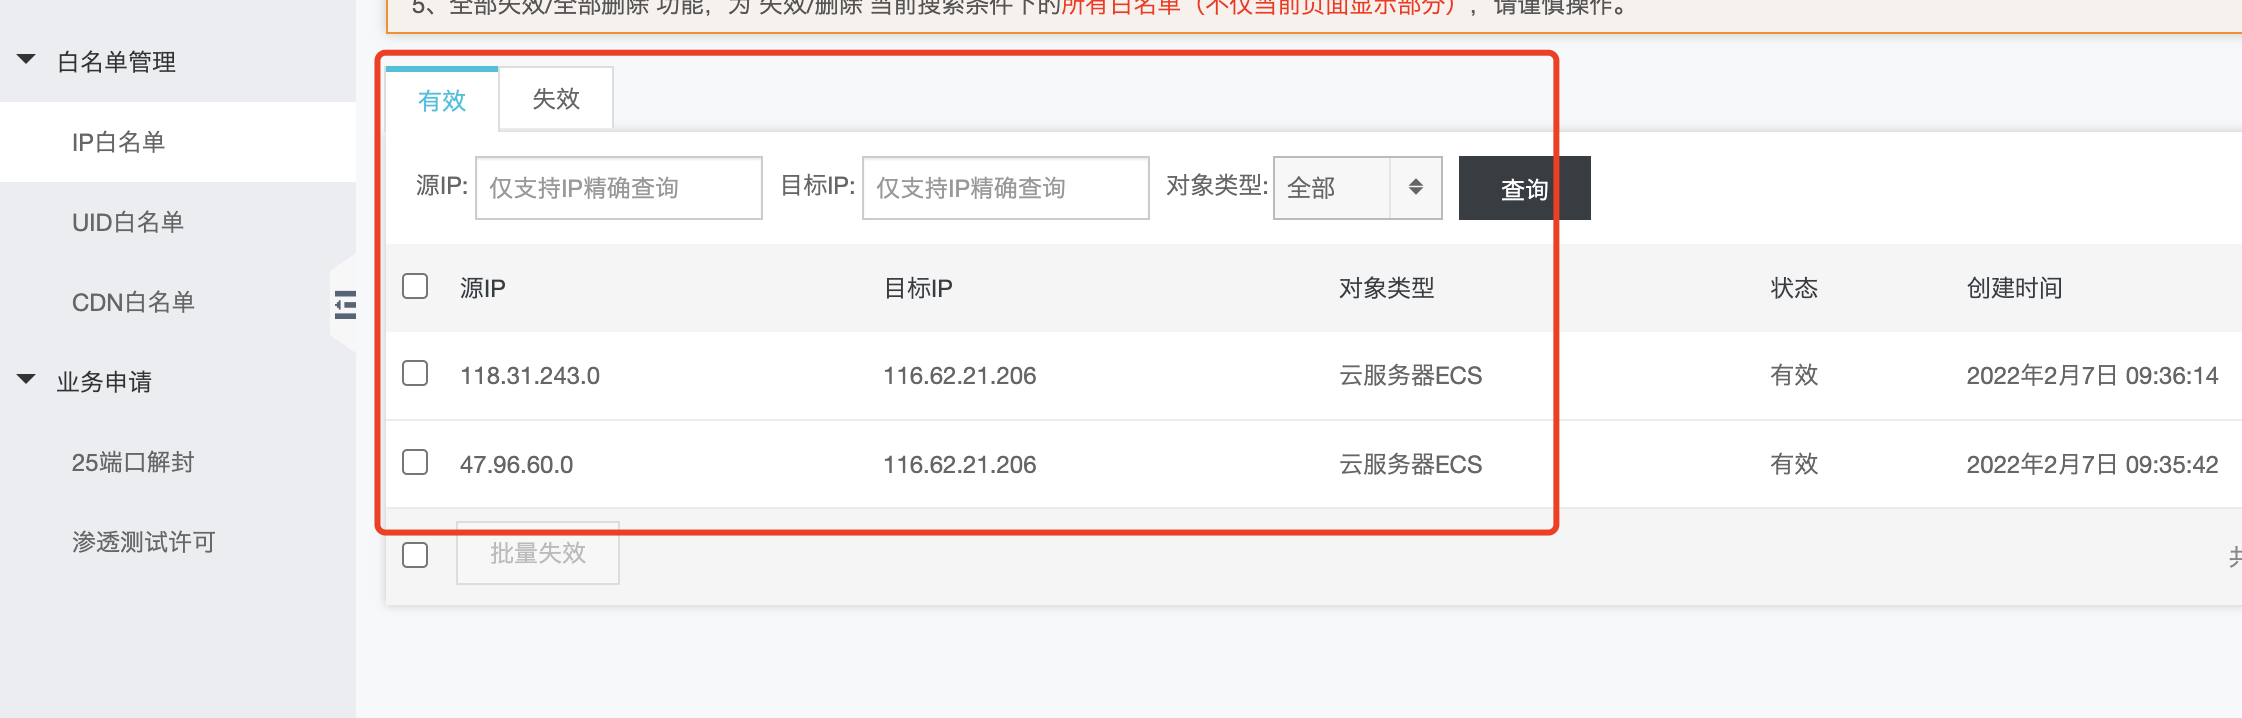 5、全部失效/全部删除 功能，为 失效/删除 当前搜索条件下的所有白名单（不仅当前页面显示部分），请谨慎操作。
白名单管理
IP白名单
UID白名单
CDN白名单
业务申请
25端口解封
渗透测试许可
有效 失效
源IP: 仅支持IP精确查询 目标IP: 仅支持IP精确查询 对象类型: 全部 查询
源IP 目标IP 对象类型 状态 创建时间
118.31.243.0 116.62.21.206 云服务器ECS 有效 2022年2月7日 09:36:14
47.96.60.0 116.62.21.206 云服务器ECS 有效 2022年2月7日 09:35:42
批量失效